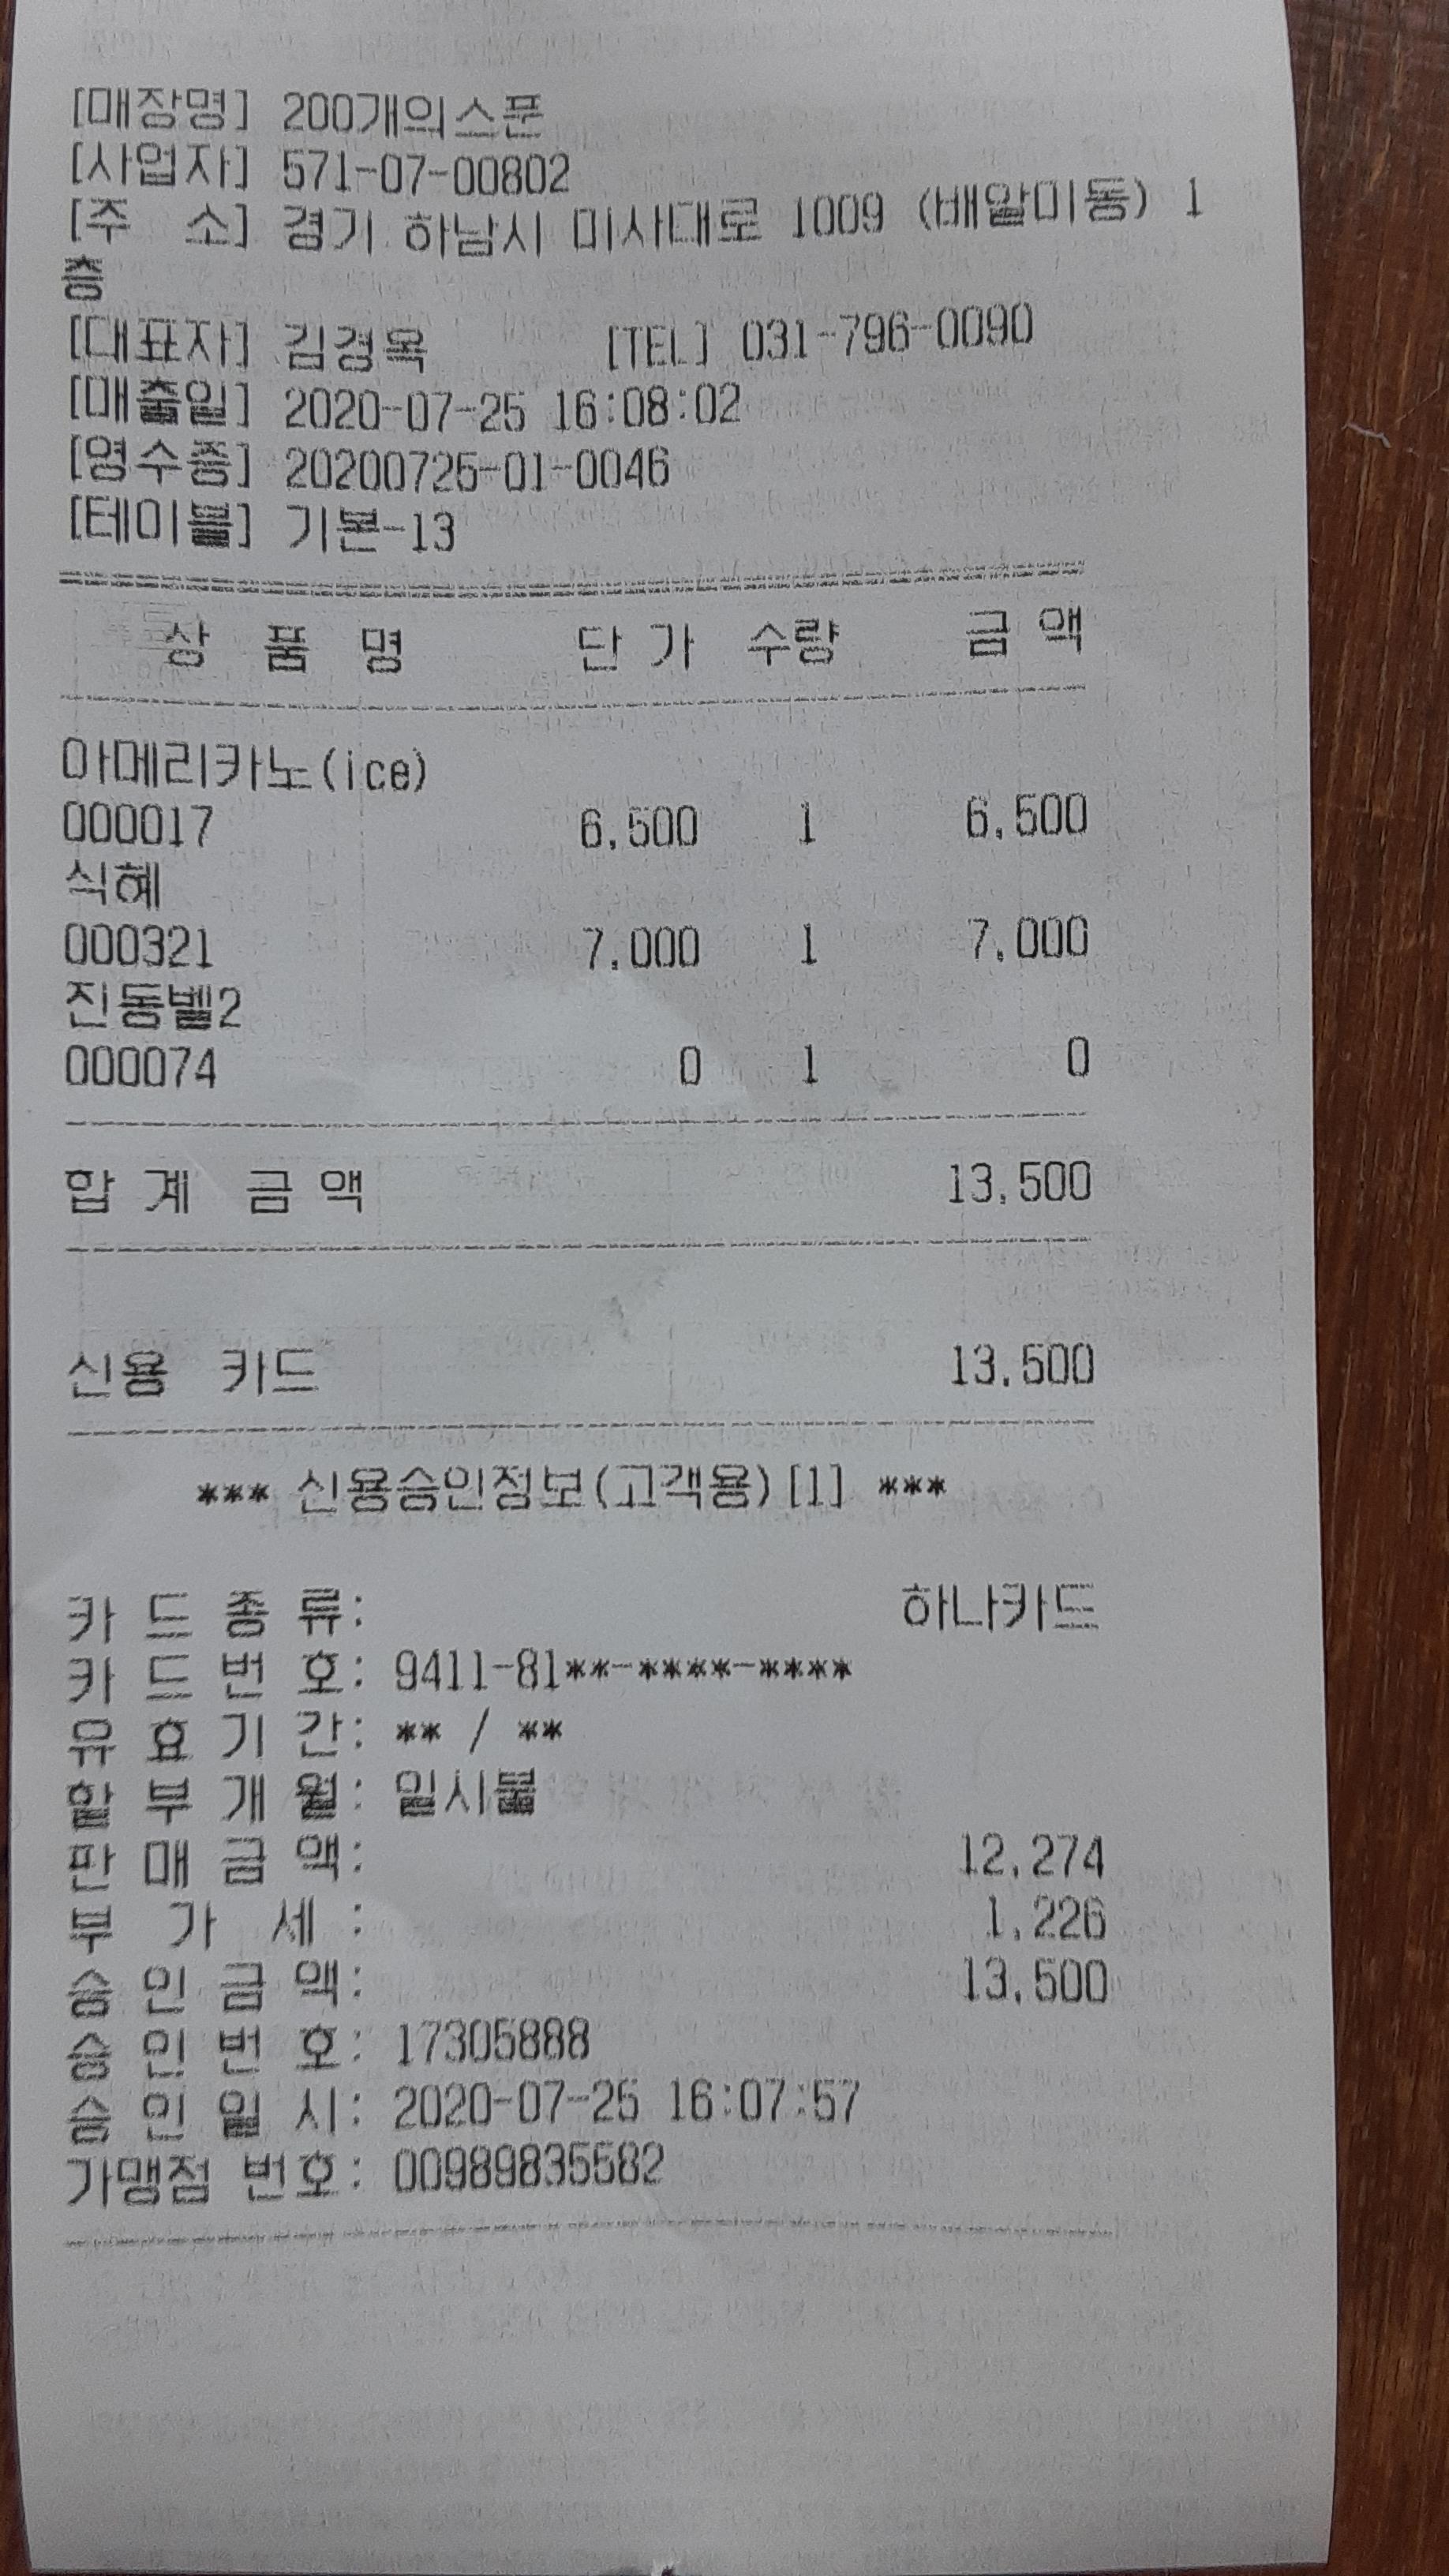 [매장명] 200개의스푼
[사업자] 571-07-00802
[주  소] 경기 하남시 미사대로 1009 (배알미동) 1
층
[대표자] 김경옥 [TEL] 031-796-0090
[매출일] 2020-07-25 16:08:02
[영수증] 20200725-01-0046
[테이블] 기본-13
상 품 명 단 가 수량 금 액
아메리카노(ice)
000017 6,500 1 6,500
식혜
000321 7,000 1 7,000
진동벨2
000074 0 1 0
합 계 금 액 13,500
신용 카드 13,500
*** 신용승인정보(고객용)[1] ***
카 드 종 류: 하나카드
카 드 번 호: 9411-81**-****-****
유 효 기 간: ** / **
할 부 개 월: 일시불
판 매 금 액: 12,274
부 가 세 : 1,226
승 인 금 액: 13,500
승 인 번 호: 17305888
승 인 일 시: 2020-07-25 16:07:57
가맹점 번호: 00989835582